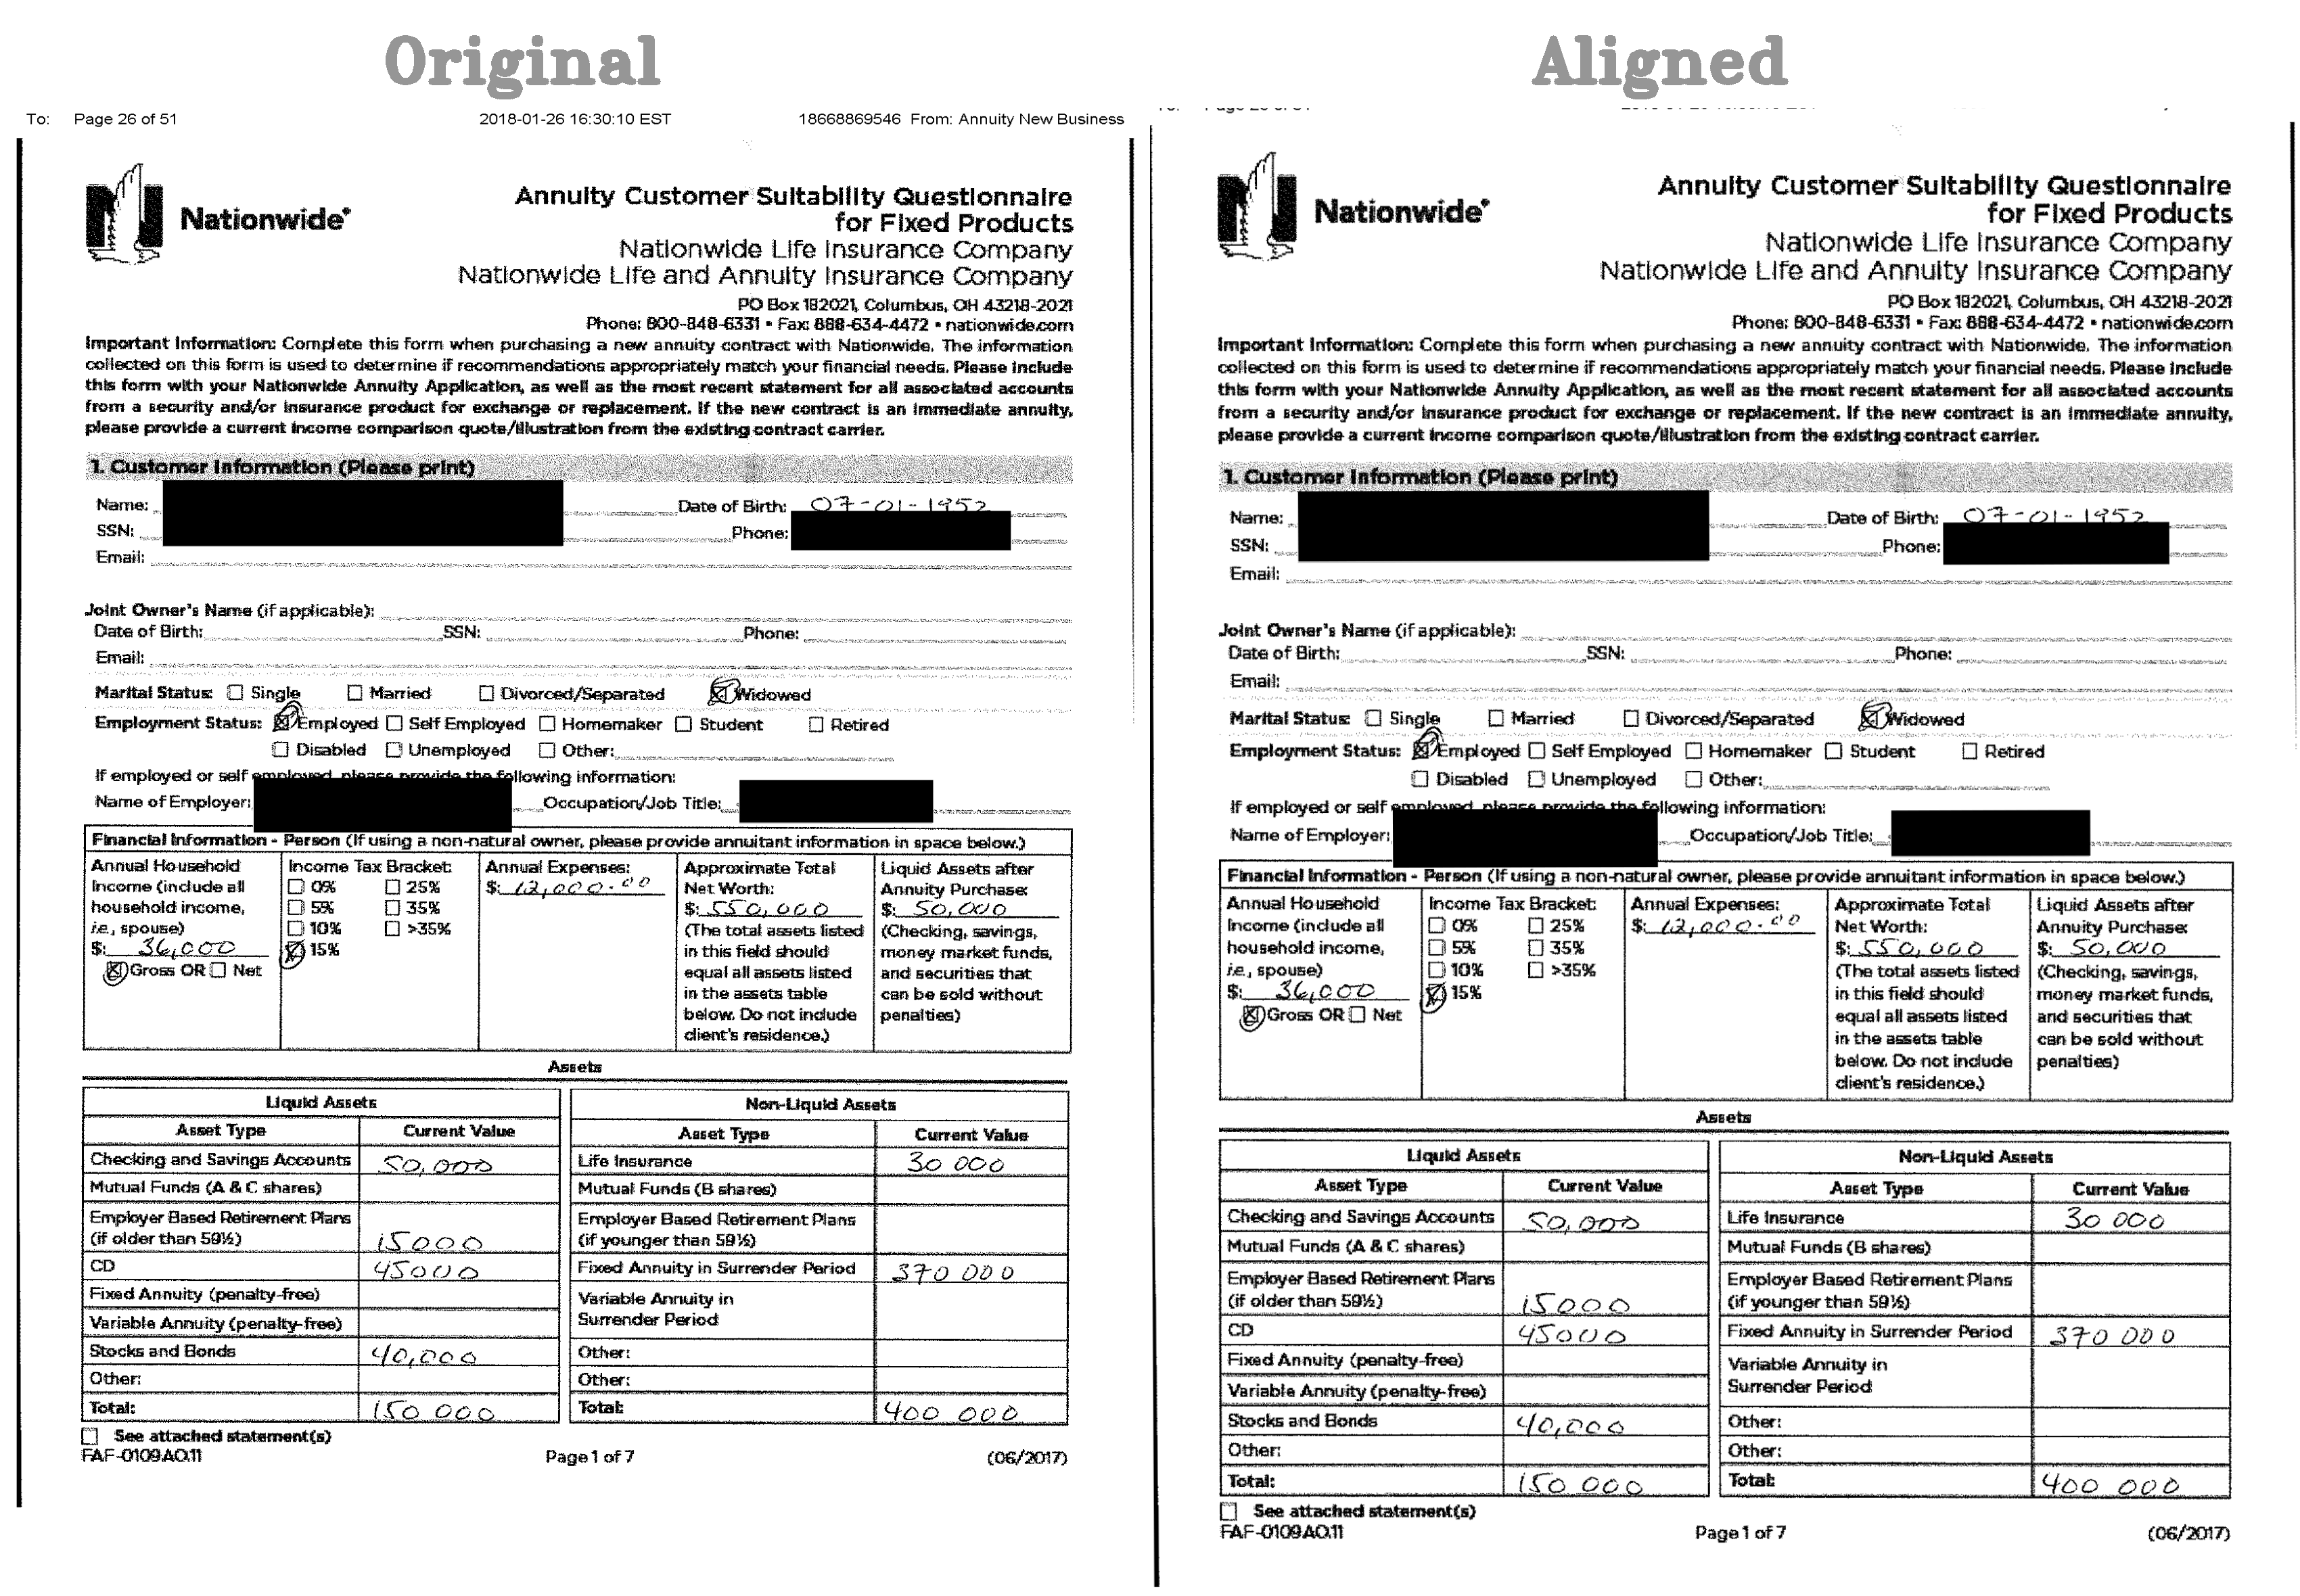 Original
Aligned
To: Page 26 of 51 2018-01-26 16:30:10 EST 18668869546 From: Annuity New Business
Nationwide
Annuity Customer Suitability Questionnaire
for Fixed Products
Nationwide Life Insurance Company
Nationwide Life and Annuity Insurance Company
PO Box 182021, Columbus, OH 43218-2021
Phone: 800-848-6331 • Fax: 888-634-4472 • nationwide.com
Important Information: Complete this form when purchasing a new annuity contract with Nationwide. The information
collected on this form is used to determine if recommendations appropriately match your financial needs. Please include
this form with your Nationwide Annuity Application, as well as the most recent statement for all associated accounts
from a security and/or insurance product for exchange or replacement. If the new contract is an immediate annuity,
please provide a current income comparison quote/illustration from the existing contract carrier.
1. Customer Information (Please print)
Name: Date of Birth: 07-01-1952
SSN: Phone:
Email:
Joint Owner's Name (if applicable):
Date of Birth: SSN: Phone:
Email:
Marital Status: Single Married Divorced/Separated Widowed
Employment Status: Employed Self Employed Homemaker Student Retired
Disabled Unemployed Other:
If employed or self employed, please provide the following information:
Name of Employer: Occupation/Job Title:
Financial Information - Person (If using a non-natural owner, please provide annuitant information in space below.)
Annual Household
Income (include all
household income,
i.e., spouse)
$: 36,000
Gross OR Net
Income Tax Bracket:
0% 25%
5% 35%
10% >35%
15%
Annual Expenses:
$: 12,000.00
Approximate Total
Net Worth:
$: 550,000
(The total assets listed
in this field should
equal all assets listed
in the assets table
below. Do not include
client's residence.)
Liquid Assets after
Annuity Purchase:
$: 50,000
(Checking, savings,
money market funds,
and securities that
can be sold without
penalties)
Assets
Liquid Assets
Asset Type Current Value
Checking and Savings Accounts 50,000
Mutual Funds (A & C shares)
Employer Based Retirement Plans
(if older than 59½) 15000
CD 45000
Fixed Annuity (penalty-free)
Variable Annuity (penalty-free)
Stocks and Bonds 40,000
Other:
Total: 150 000
Non-Liquid Assets
Asset Type Current Value
Life Insurance 30 000
Mutual Funds (B shares)
Employer Based Retirement Plans
(if younger than 59½)
Fixed Annuity in Surrender Period 370 000
Variable Annuity in
Surrender Period
Other:
Other:
Total: 400 000
See attached statement(s)
FAF-0109AO.11 Page 1 of 7 (06/2017)
Nationwide
Annuity Customer Suitability Questionnaire
for Fixed Products
Nationwide Life Insurance Company
Nationwide Life and Annuity Insurance Company
PO Box 182021, Columbus, OH 43218-2021
Phone: 800-848-6331 • Fax: 888-634-4472 • nationwide.com
Important Information: Complete this form when purchasing a new annuity contract with Nationwide. The information
collected on this form is used to determine if recommendations appropriately match your financial needs. Please include
this form with your Nationwide Annuity Application, as well as the most recent statement for all associated accounts
from a security and/or insurance product for exchange or replacement. If the new contract is an immediate annuity,
please provide a current income comparison quote/illustration from the existing contract carrier.
1. Customer Information (Please print)
Name: Date of Birth: 07-01-1952
SSN: Phone:
Email:
Joint Owner's Name (if applicable):
Date of Birth: SSN: Phone:
Email:
Marital Status: Single Married Divorced/Separated Widowed
Employment Status: Employed Self Employed Homemaker Student Retired
Disabled Unemployed Other:
If employed or self employed, please provide the following information:
Name of Employer: Occupation/Job Title:
Financial Information - Person (If using a non-natural owner, please provide annuitant information in space below.)
Annual Household
Income (include all
household income,
i.e., spouse)
$: 36,000
Gross OR Net
Income Tax Bracket:
0% 25%
5% 35%
10% >35%
15%
Annual Expenses:
$: 12,000.00
Approximate Total
Net Worth:
$: 550,000
(The total assets listed
in this field should
equal all assets listed
in the assets table
below. Do not include
client's residence.)
Liquid Assets after
Annuity Purchase:
$: 50,000
(Checking, savings,
money market funds,
and securities that
can be sold without
penalties)
Assets
Liquid Assets
Asset Type Current Value
Checking and Savings Accounts 50,000
Mutual Funds (A & C shares)
Employer Based Retirement Plans
(if older than 59½) 15000
CD 45000
Fixed Annuity (penalty-free)
Variable Annuity (penalty-free)
Stocks and Bonds 40,000
Other:
Total: 150 000
Non-Liquid Assets
Asset Type Current Value
Life Insurance 30 000
Mutual Funds (B shares)
Employer Based Retirement Plans
(if younger than 59½)
Fixed Annuity in Surrender Period 370 000
Variable Annuity in
Surrender Period
Other:
Other:
Total: 400 000
See attached statement(s)
FAF-0109AO.11 Page 1 of 7 (06/2017)